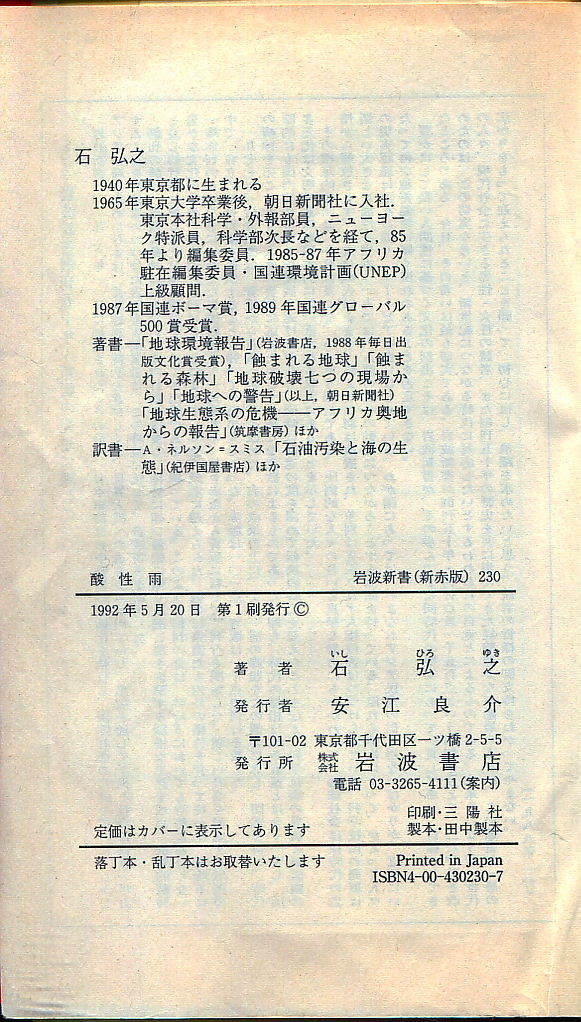 石 弘之
1940年東京都に生まれる
1965年東京大学卒業後，朝日新聞社に入社．
東京本社科学・外報部員，ニューヨー
ク特派員，科学部次長などを経て，85
年より編集委員．1985-87年アフリカ
駐在編集委員・国連環境計画(UNEP)
上級顧問．
1987年国連ボーマ賞，1989年国連グローバル
500賞受賞．
著書―「地球環境報告」(岩波書店，1988年毎日出
版文化賞受賞)，「蝕まれる地球」「蝕ま
れる森林」「地球破壊七つの現場か
ら」「地球への警告」(以上，朝日新聞社)
「地球生態系の危機――アフリカ奥地
からの報告」(筑摩書房)ほか
訳書―A・ネルソン＝スミス「石油汚染と海の生
態」(紀伊国屋書店)ほか
酸性雨 岩波新書(新赤版)230
1992年5月20日 第1刷発行©
いし ひろ ゆき
著者 石弘之
発行者 安江良介
〒101-02 東京都千代田区一ツ橋2-5-5
発行所 株式会社 岩波書店
電話 03-3265-4111(案内)
印刷・三陽社
定価はカバーに表示してあります 製本・田中製本
落丁本・乱丁本はお取替いたします Printed in Japan
ISBN4-00-430230-7